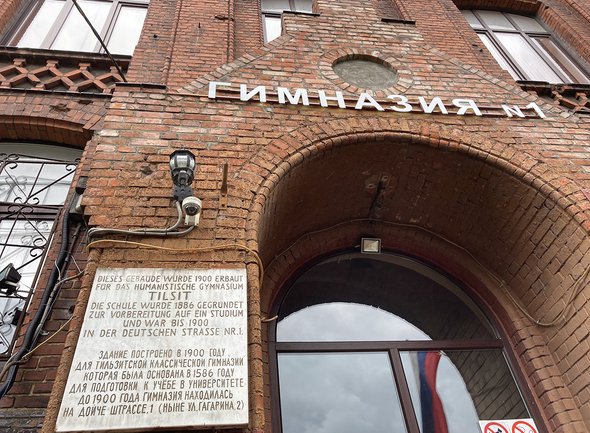 ГИМНАЗИЯ №1
DIESES GEBÄUDE WURDE 1900 ERBAUT
FÜR DAS HUMANISTISCHE GYMNASIUM
TILSIT
DIE SCHULE WURDE 1886 GEGRÜNDET
ZUR VORBEREITUNG AUF EIN STUDIUM
UND WAR BIS 1900
IN DER DEUTSCHEN STRASSE NR.1.
ЗДАНИЕ ПОСТРОЕНО В 1900 ГОДУ
ДЛЯ ТИЛЬЗИТСКОЙ КЛАССИЧЕСКОЙ ГИМНАЗИИ
КОТОРАЯ БЫЛА ОСНОВАНА В 1586 ГОДУ
ДЛЯ ПОДГОТОВКИ К УЧЕБЕ В УНИВЕРСИТЕТЕ
ДО 1900 ГОДА ГИМНАЗИЯ НАХОДИЛАСЬ
НА ДОЙЧЕ ШТРАССЕ,1 (НЫНЕ УЛ.ГАГАРИНА,2)